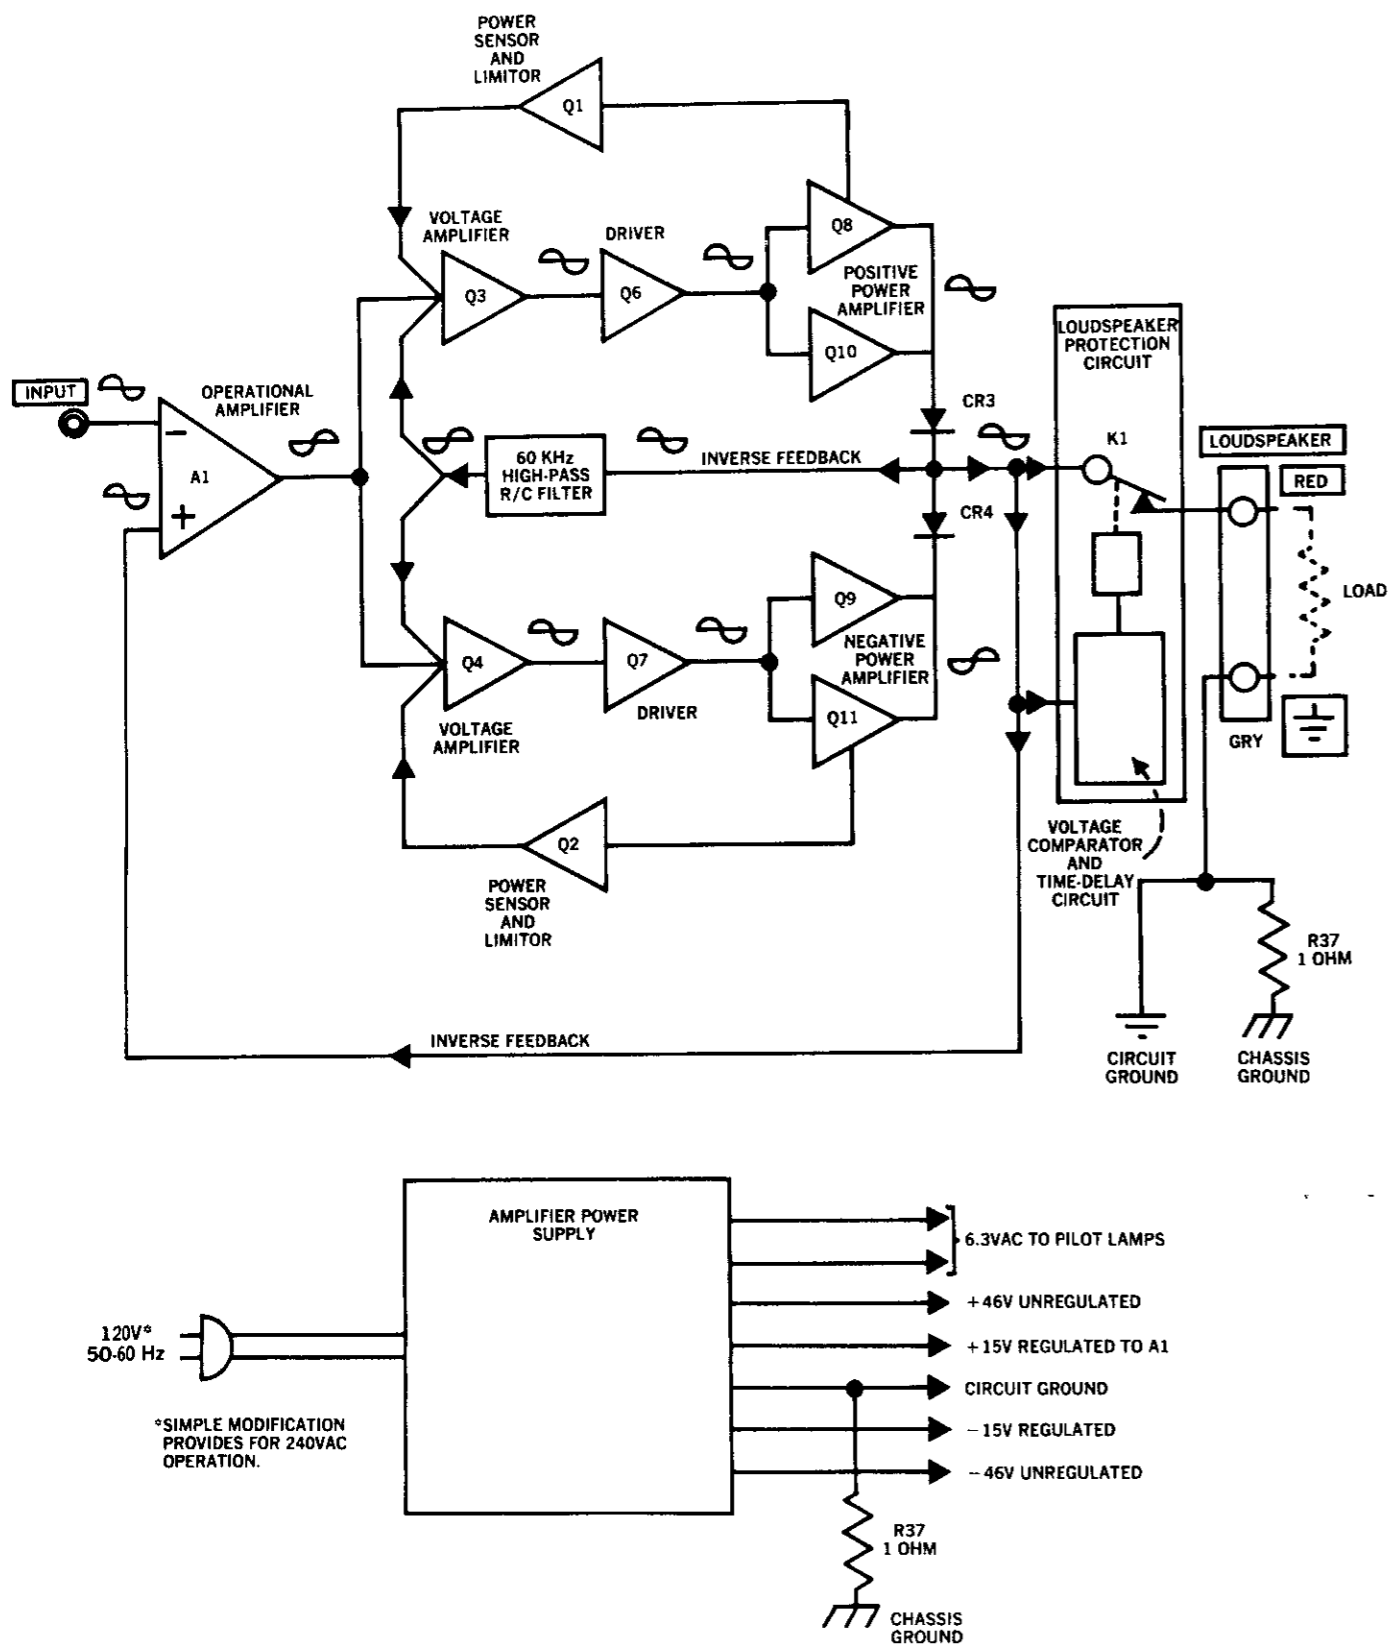 POWER
SENSOR
AND
LIMITOR
Q1
VOLTAGE
AMPLIFIER
DRIVER
Q8
Q3
Q6
POSITIVE
POWER
AMPLIFIER
Q10
LOUDSPEAKER
PROTECTION
CIRCUIT
INPUT
OPERATIONAL
AMPLIFIER
CR3
K1
LOUDSPEAKER
RED
−
A1
+
60 KHz
HIGH-PASS
R/C FILTER
INVERSE FEEDBACK
CR4
LOAD
Q9
NEGATIVE
POWER
AMPLIFIER
Q4
Q7
Q11
DRIVER
VOLTAGE
AMPLIFIER
GRY
Q2
POWER
SENSOR
AND
LIMITOR
VOLTAGE
COMPARATOR
AND
TIME-DELAY
CIRCUIT
R37
1 OHM
INVERSE FEEDBACK
CIRCUIT
GROUND
CHASSIS
GROUND
AMPLIFIER POWER
SUPPLY
6.3VAC TO PILOT LAMPS
+46V UNREGULATED
120V*
50-60 Hz
+15V REGULATED TO A1
CIRCUIT GROUND
*SIMPLE MODIFICATION
PROVIDES FOR 240VAC
OPERATION.
−15V REGULATED
−46V UNREGULATED
R37
1 OHM
CHASSIS
GROUND